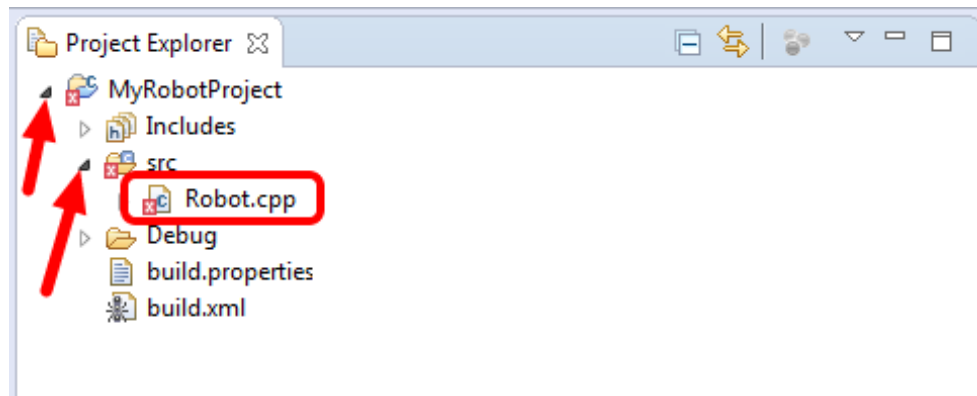 Project Explorer
MyRobotProject
Includes
src
Robot.cpp
Debug
build.properties
build.xml